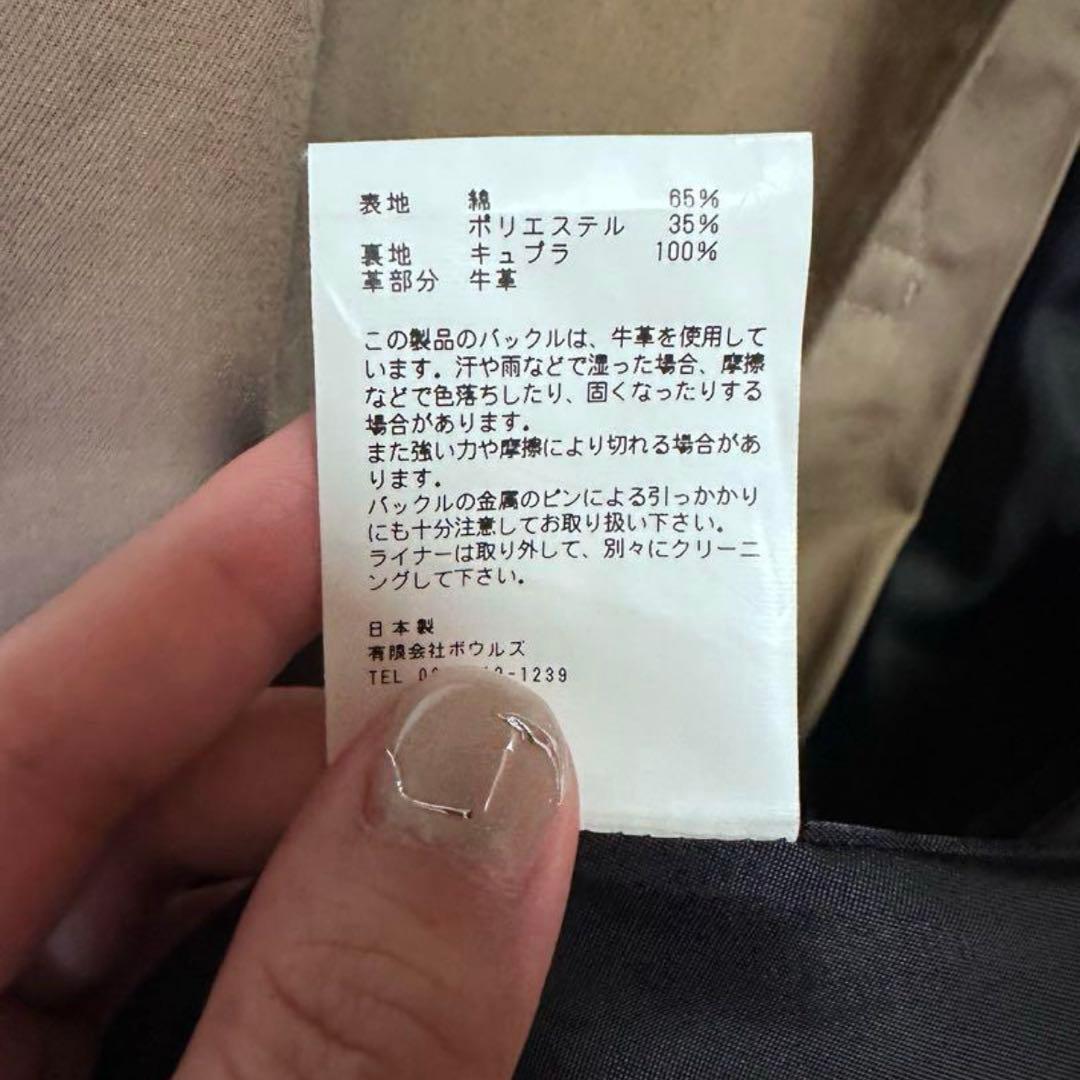 表地 綿 65%
ポリエステル 35%
裏地 キュプラ 100%
革部分 牛革
この製品のバックルは、牛革を使用して
います。汗や雨などで湿った場合、摩擦
などで色落ちしたり、固くなったりする
場合があります。
また強い力や摩擦により切れる場合があ
ります。
バックルの金属のピンによる引っかかり
にも十分注意してお取り扱い下さい。
ライナーは取り外して、別々にクリーニ
ングして下さい。
日本製
有限会社ボウルズ
TEL -1239